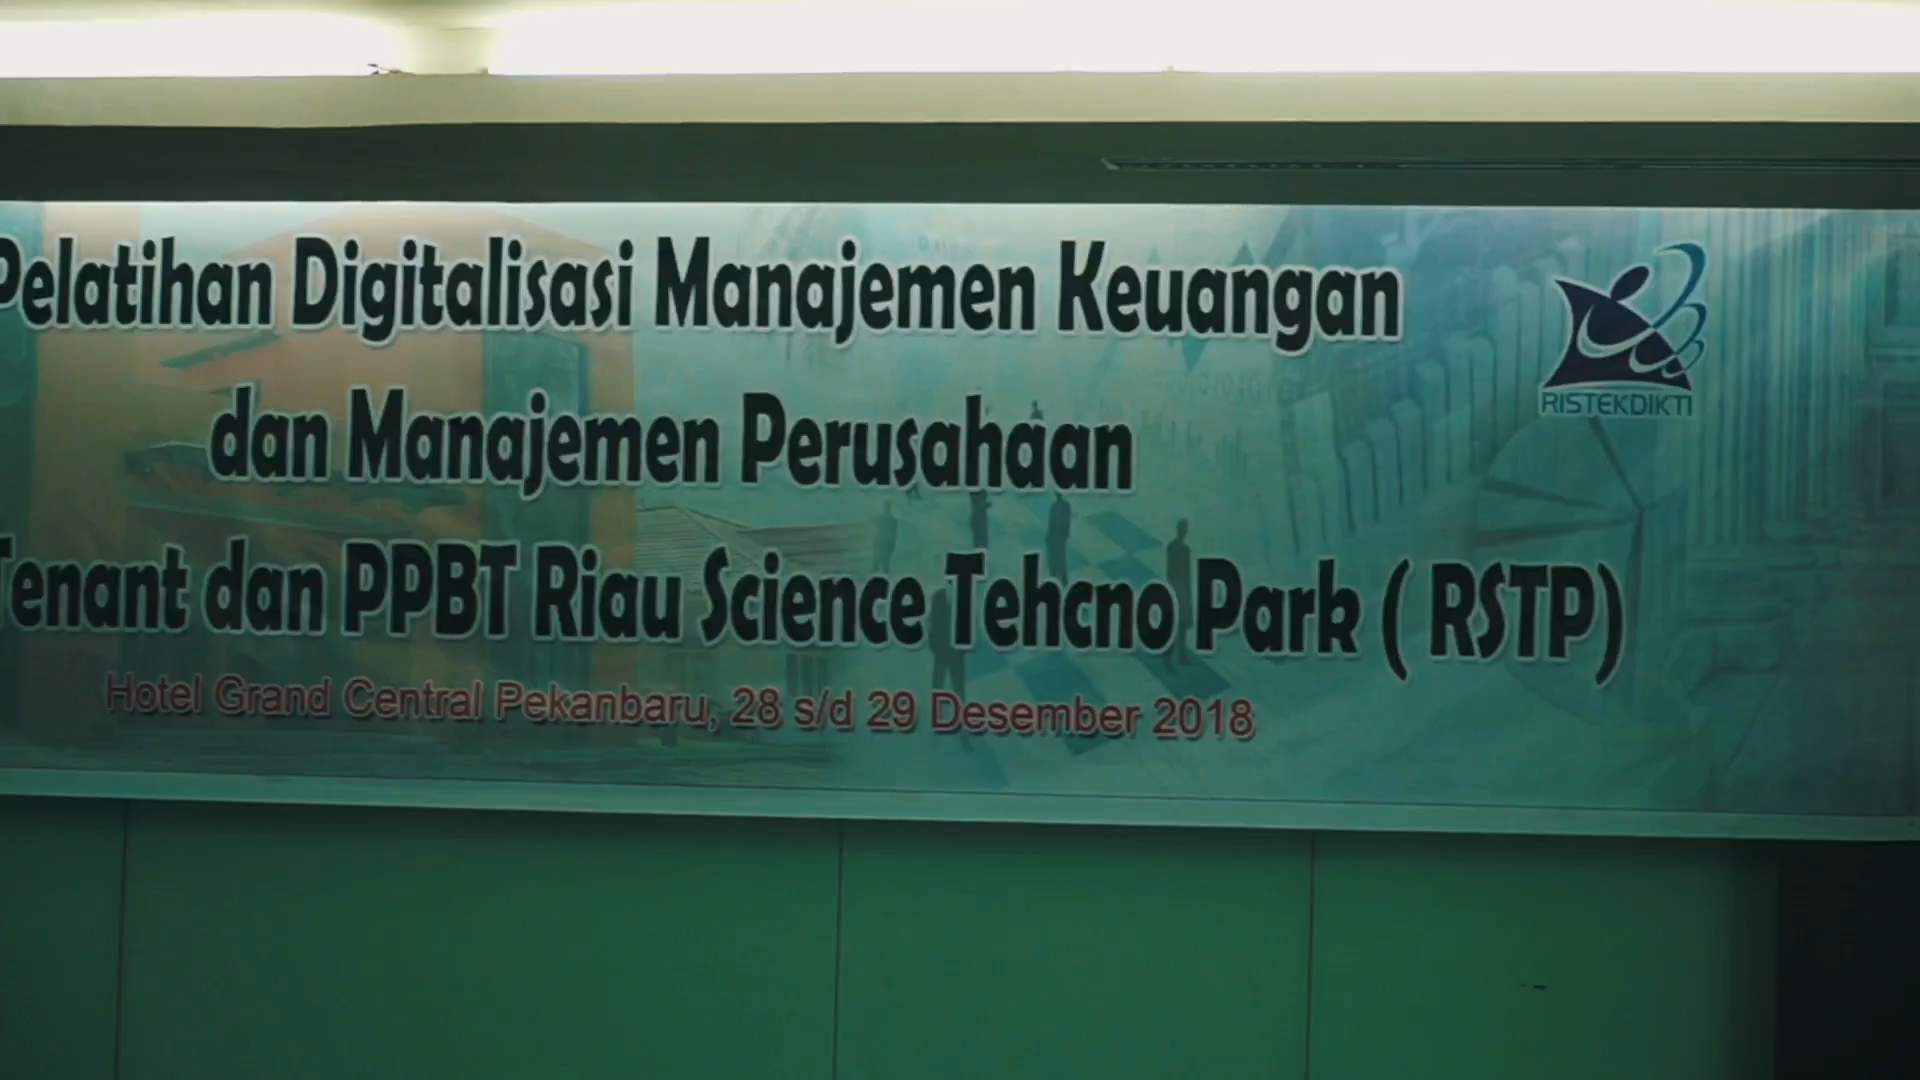 Pelatihan Digitalisasi Manajemen Keuangan
dan Manajemen Perusahaan
Tenant dan PPBT Riau Science Tehcno Park ( RSTP)
Hotel Grand Central Pekanbaru, 28 s/d 29 Desember 2018
RISTEKDIKTI